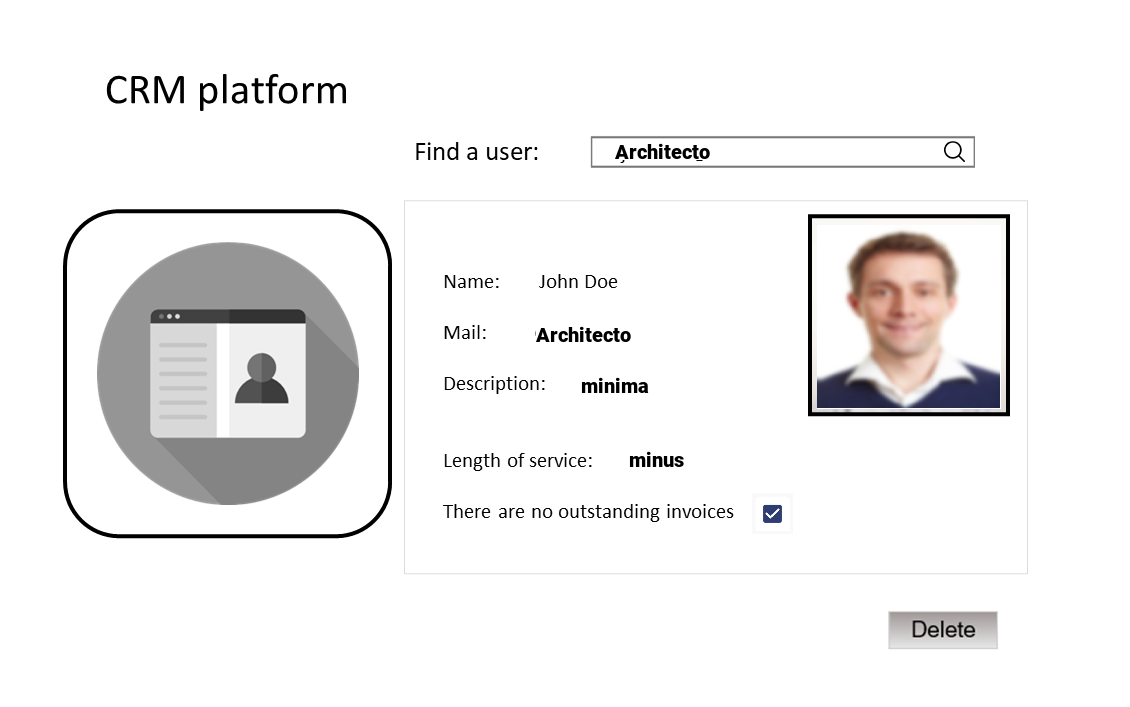 CRM platform
Find a user: Architecto
Name: John Doe
Mail: Architecto
Description: minima
Length of service: minus
There are no outstanding invoices
Delete